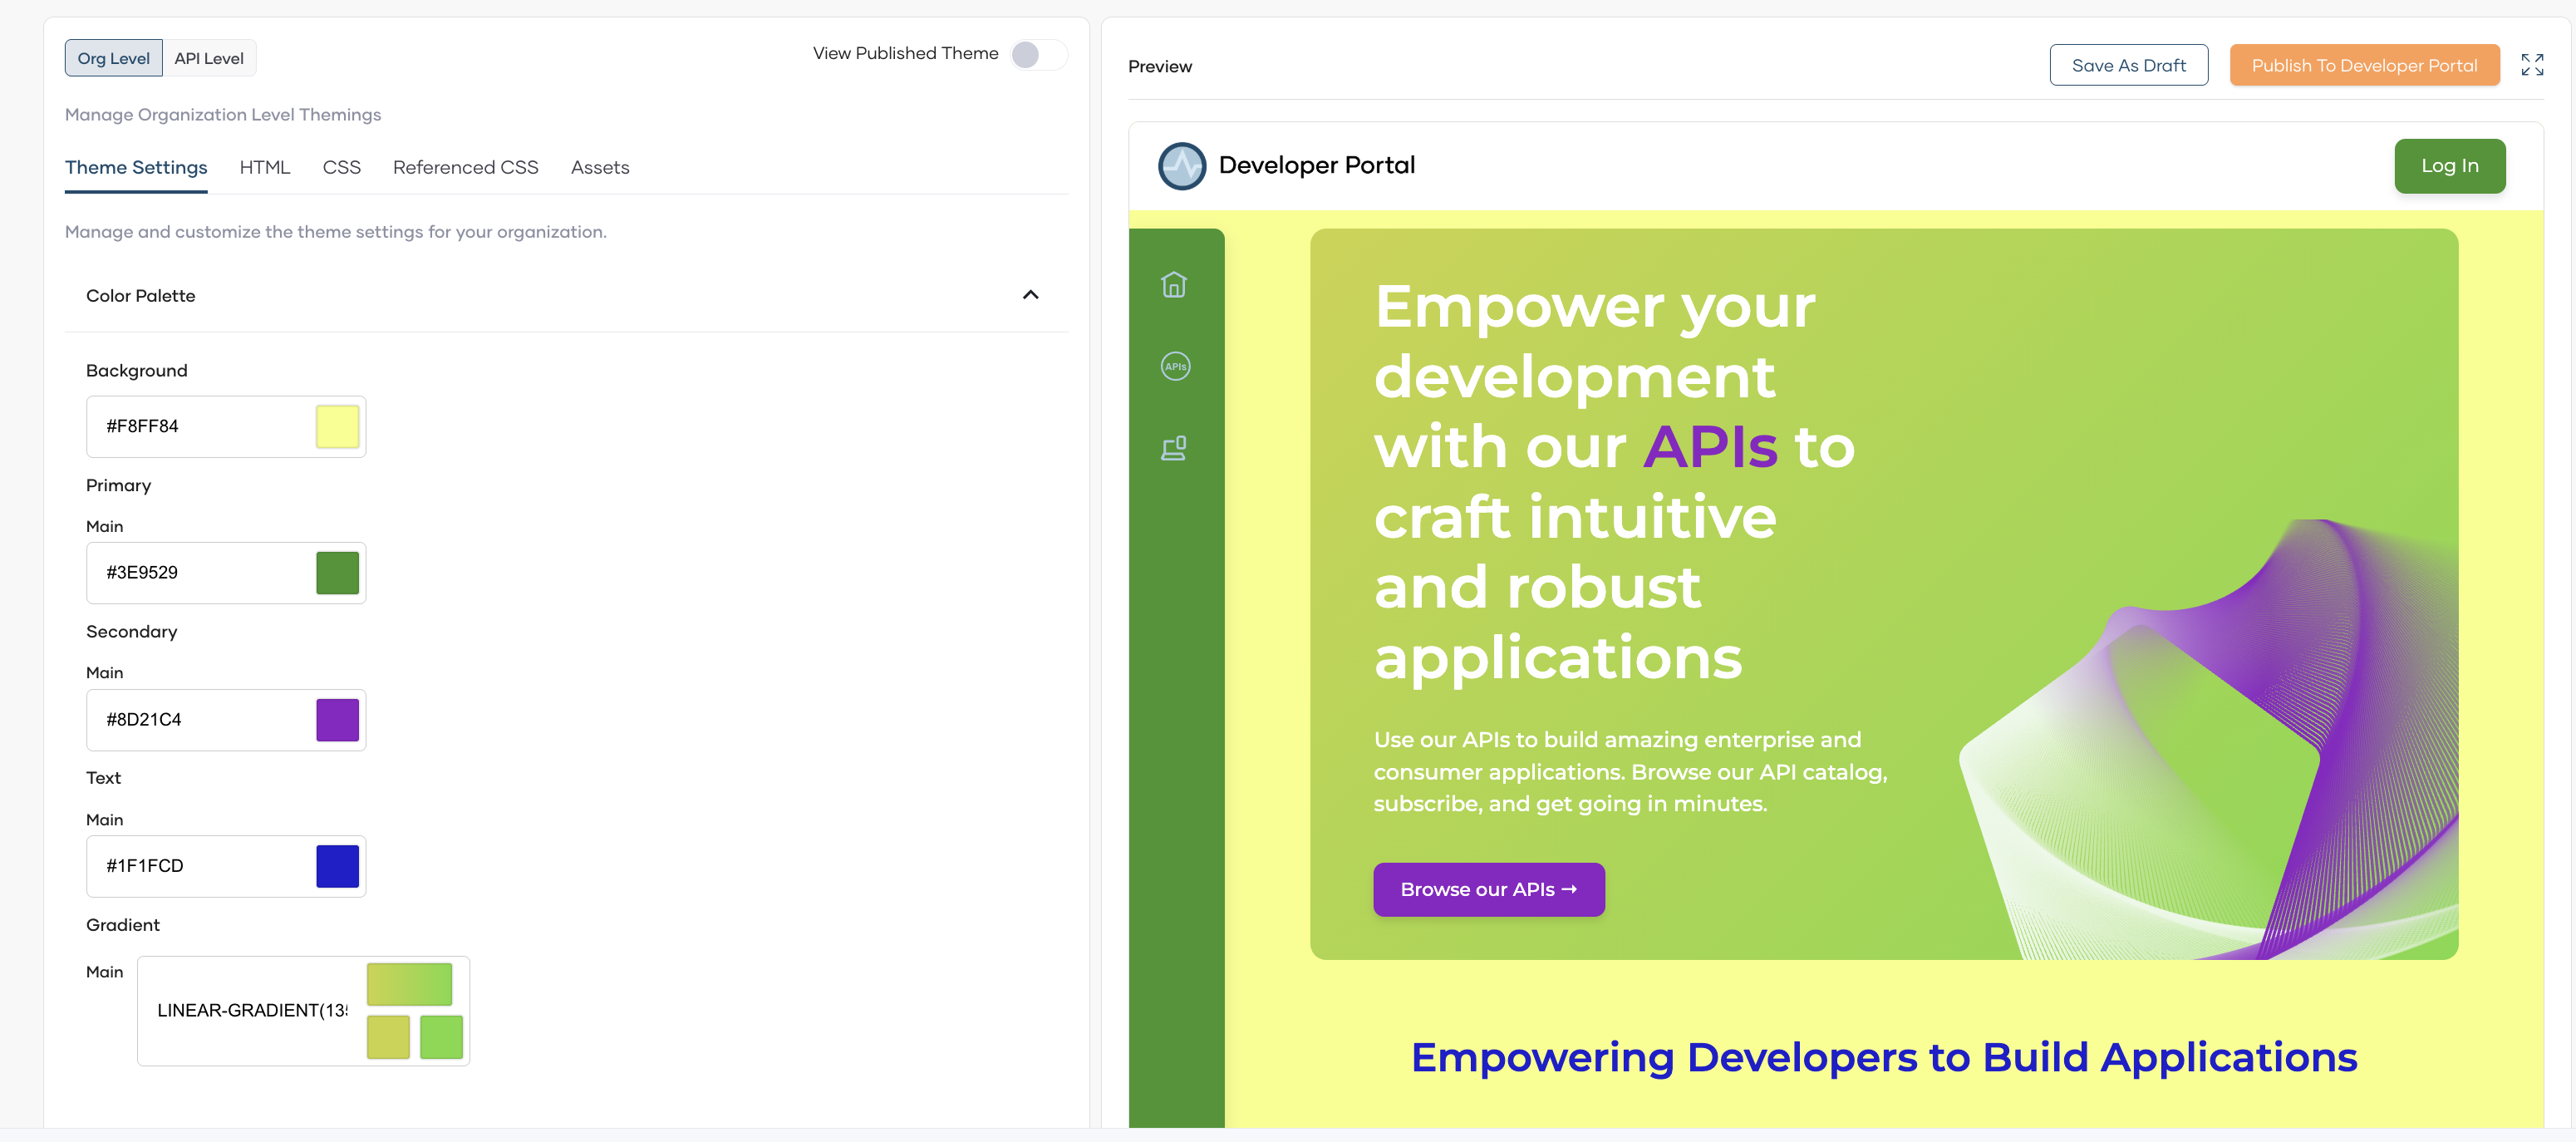 Org Level
API Level
View Published Theme
Manage Organization Level Themings
Theme Settings
HTML
CSS
Referenced CSS
Assets
Manage and customize the theme settings for your organization.
Color Palette
Background
#F8FF84
Primary
Main
#3E9529
Secondary
Main
#8D21C4
Text
Main
#1F1FCD
Gradient
Main
LINEAR-GRADIENT(135
Preview
Save As Draft
Publish To Developer Portal
Developer Portal
Log In
APIs
Empower your
development
with our APIs to
craft intuitive
and robust
applications
Use our APIs to build amazing enterprise and
consumer applications. Browse our API catalog,
subscribe, and get going in minutes.
Browse our APIs →
Empowering Developers to Build Applications